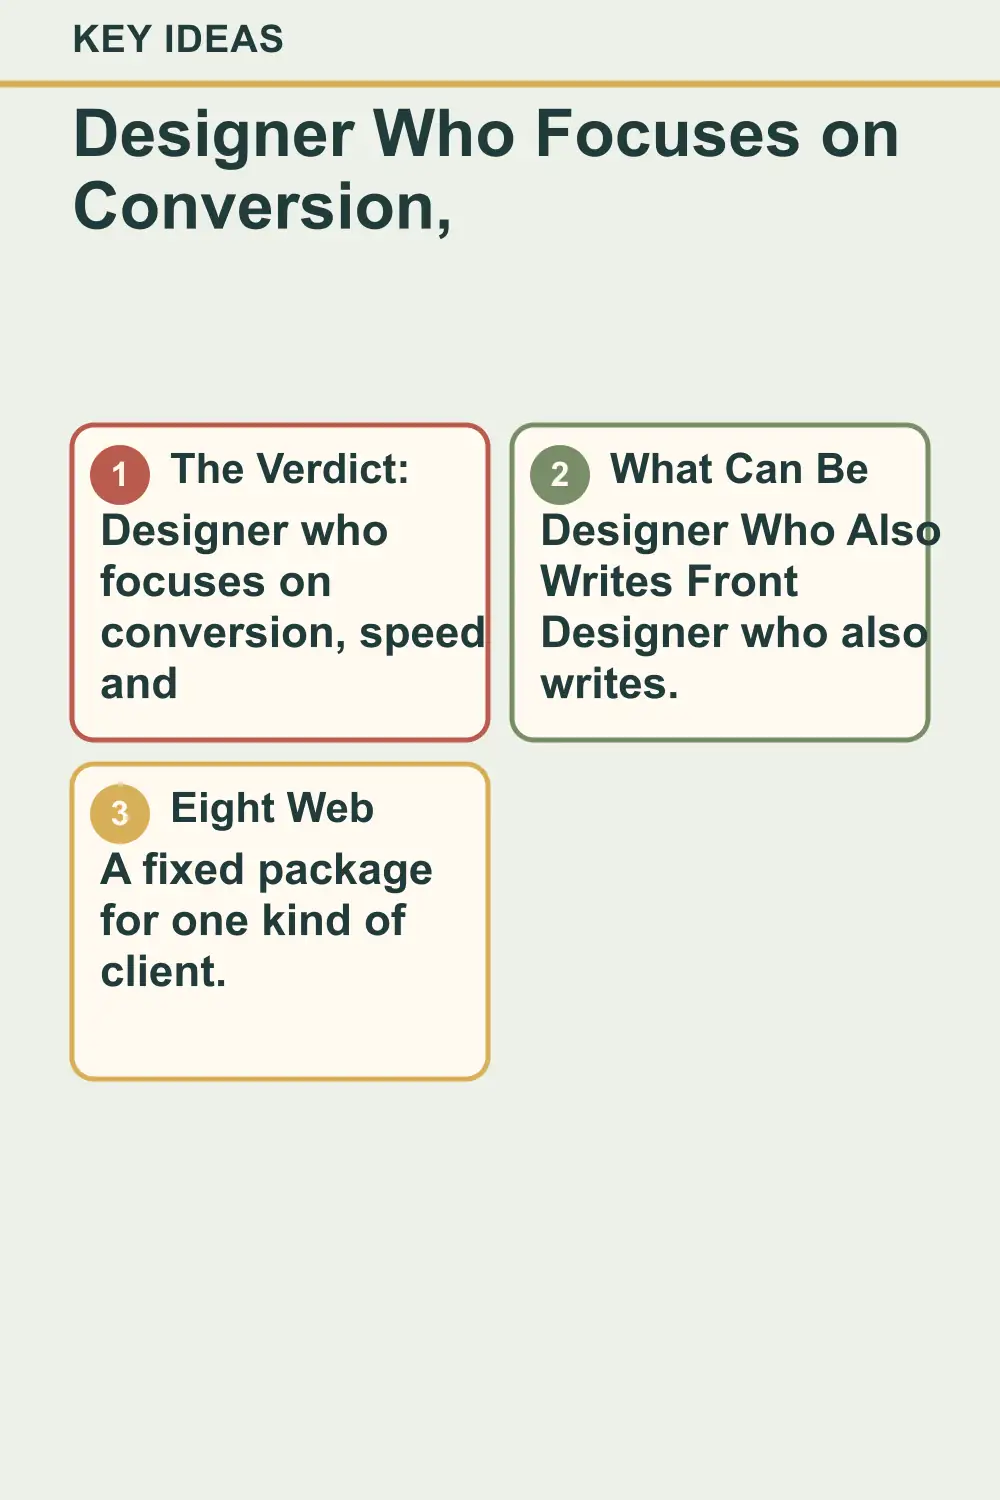 KEY IDEAS
Designer Who Focuses on
Conversion,
1 The Verdict:
Designer who
focuses on
conversion, speed
and
2 What Can Be
Designer Who Also
Writes Front
Designer who also
writes.
3 Eight Web
A fixed package
for one kind of
client.